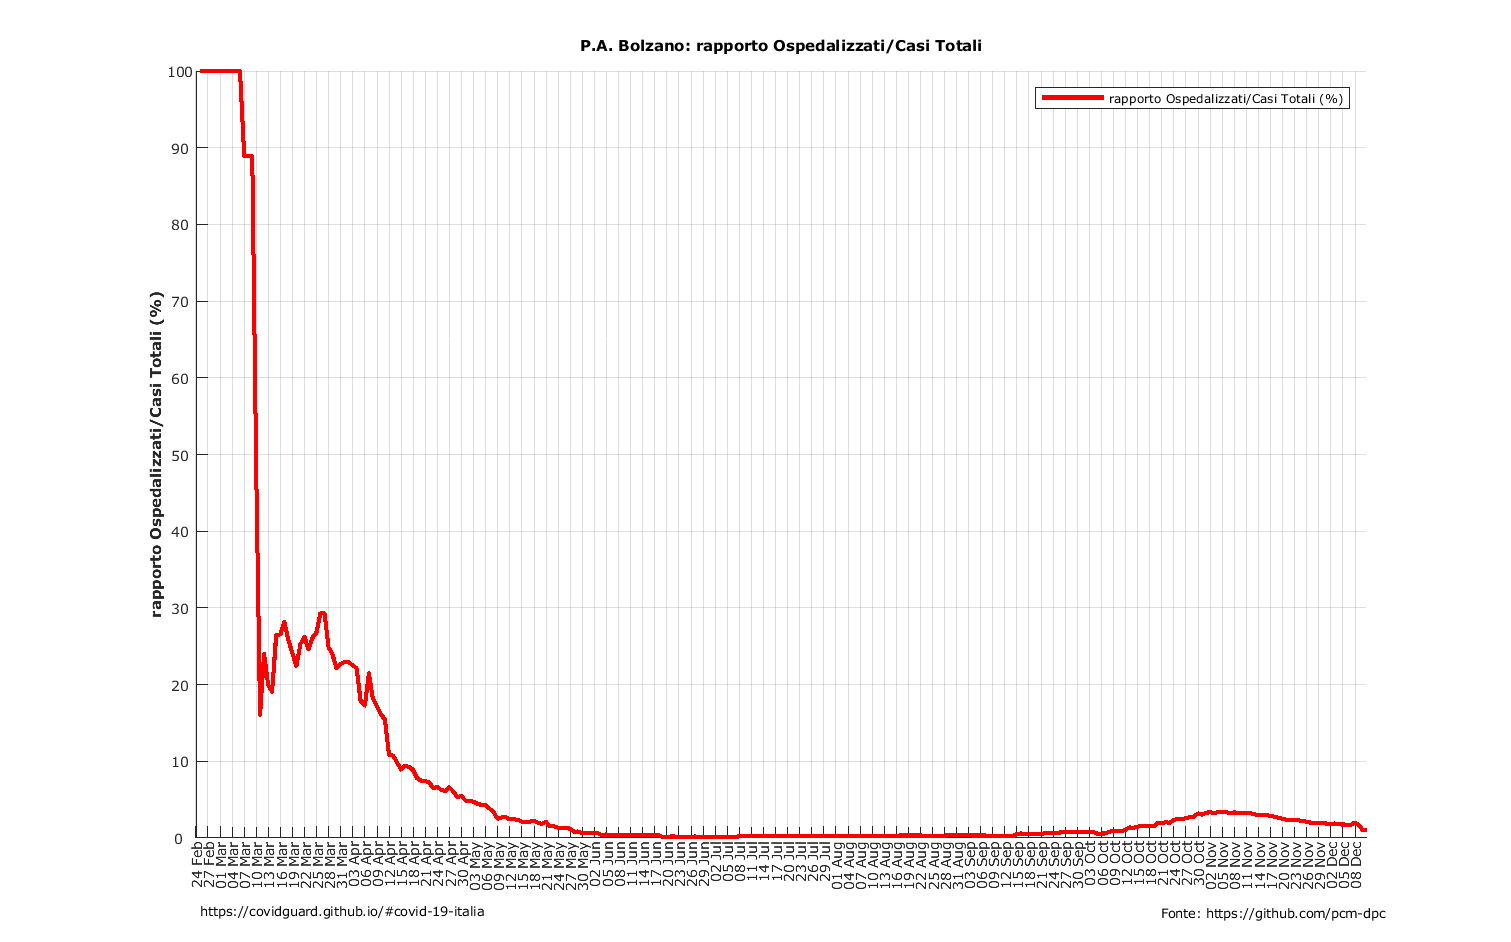 P.A. Bolzano: rapporto Ospedalizzati/Casi Totali
rapporto Ospedalizzati/Casi Totali (%)
rapporto Ospedalizzati/Casi Totali (%)
100
90
80
70
60
50
40
30
20
10
0
24 Feb
27 Feb
01 Mar
04 Mar
07 Mar
10 Mar
13 Mar
16 Mar
19 Mar
22 Mar
25 Mar
28 Mar
31 Mar
03 Apr
06 Apr
09 Apr
12 Apr
15 Apr
18 Apr
21 Apr
24 Apr
27 Apr
30 Apr
03 May
06 May
09 May
12 May
15 May
18 May
21 May
24 May
27 May
30 May
02 Jun
05 Jun
08 Jun
11 Jun
14 Jun
17 Jun
20 Jun
23 Jun
26 Jun
29 Jun
02 Jul
05 Jul
08 Jul
11 Jul
14 Jul
17 Jul
20 Jul
23 Jul
26 Jul
29 Jul
01 Aug
04 Aug
07 Aug
10 Aug
13 Aug
16 Aug
19 Aug
22 Aug
25 Aug
28 Aug
31 Aug
03 Sep
06 Sep
09 Sep
12 Sep
15 Sep
18 Sep
21 Sep
24 Sep
27 Sep
30 Sep
03 Oct
06 Oct
09 Oct
12 Oct
15 Oct
18 Oct
21 Oct
24 Oct
27 Oct
30 Oct
02 Nov
05 Nov
08 Nov
11 Nov
14 Nov
17 Nov
20 Nov
23 Nov
26 Nov
29 Nov
02 Dec
05 Dec
08 Dec
https://covidguard.github.io/#covid-19-italia
Fonte: https://github.com/pcm-dpc